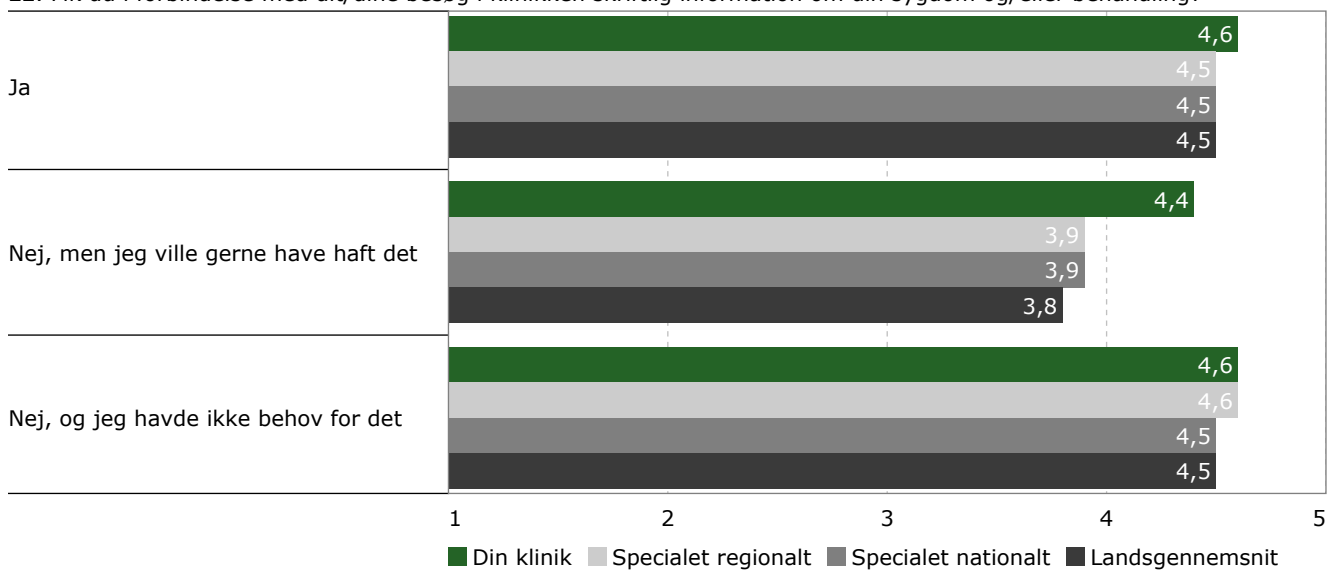 Ja
4,6
4,5
4,5
4,5
Nej, men jeg ville gerne have haft det
4,4
3,9
3,9
3,8
Nej, og jeg havde ikke behov for det
4,6
4,6
4,5
4,5
1 2 3 4 5
Din klinik Specialet regionalt Specialet nationalt Landsgennemsnit